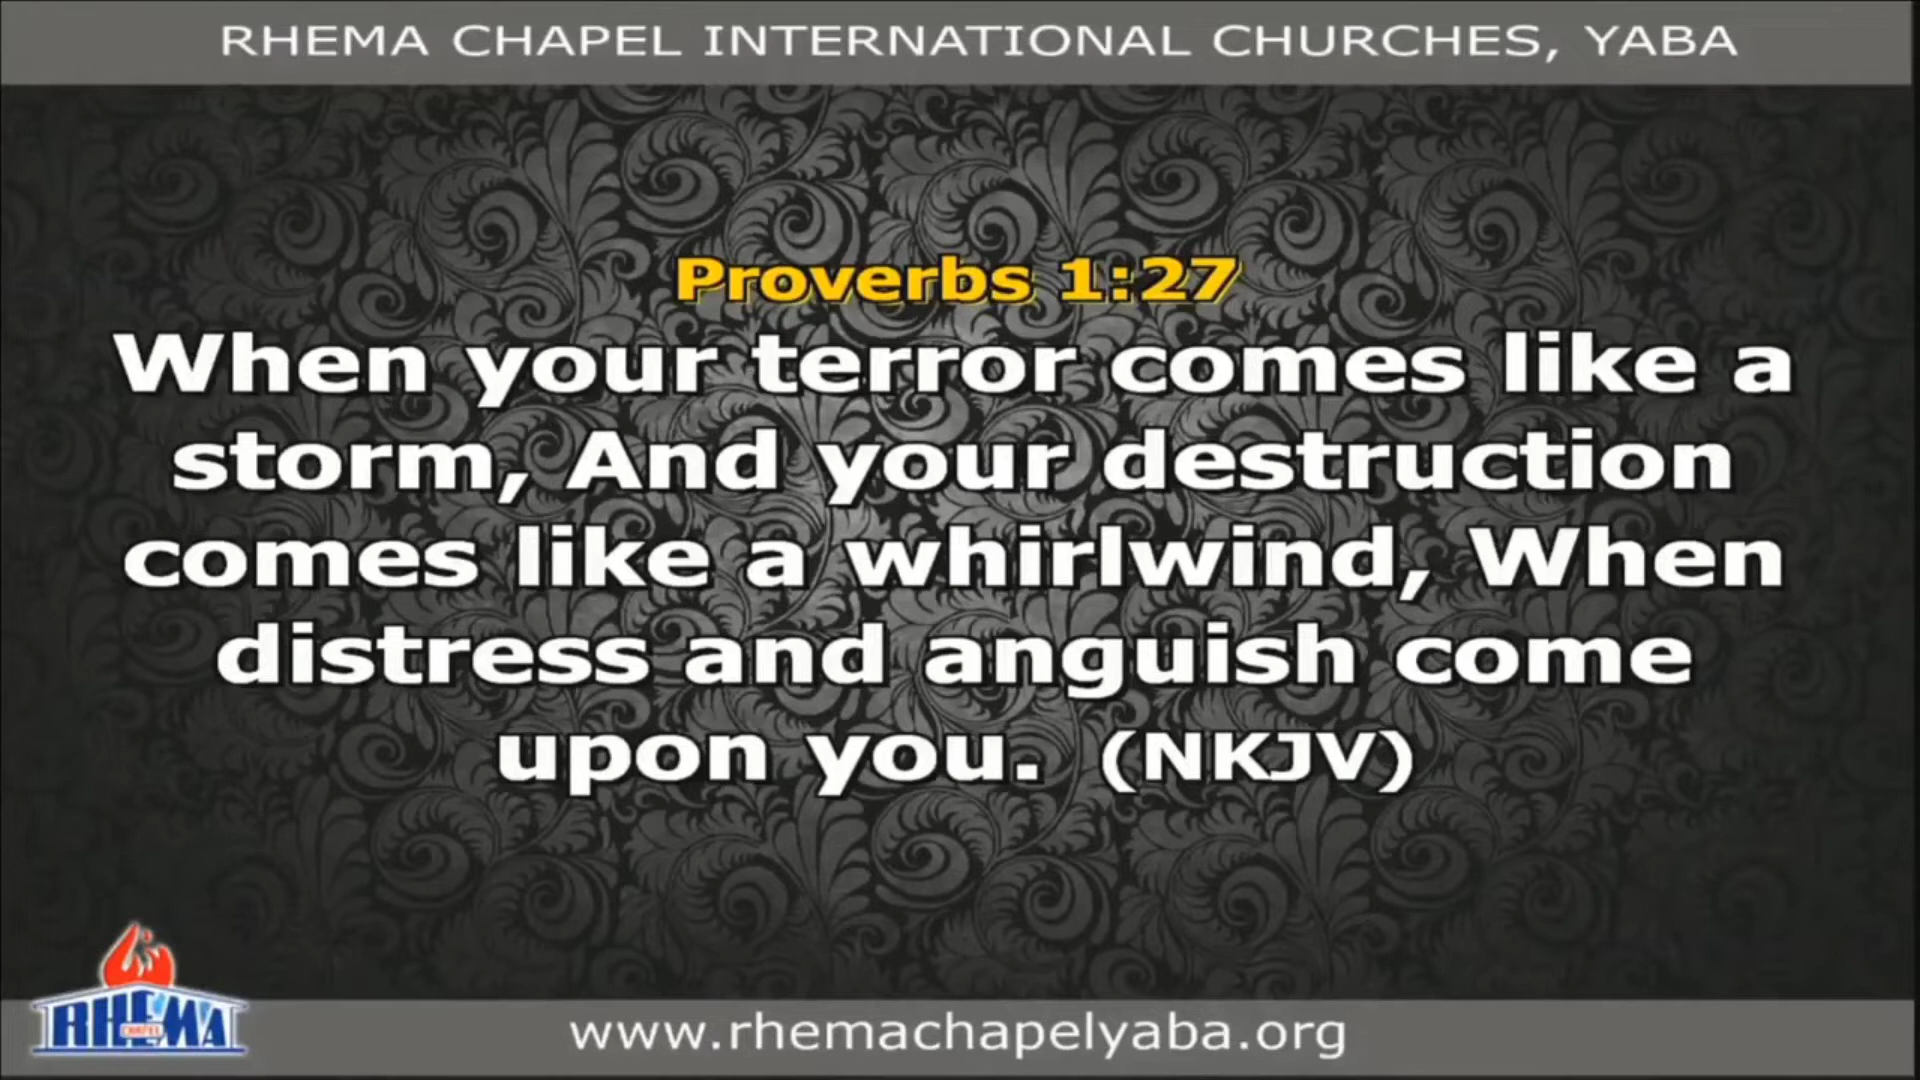 RHEMA CHAPEL INTERNATIONAL CHURCHES, YABA
Proverbs 1:27
When your terror comes like a
storm, And your destruction
comes like a whirlwind, When
distress and anguish come
upon you. (NKJV)
RHEMA
CHAPEL
www.rhemachapelyaba.org